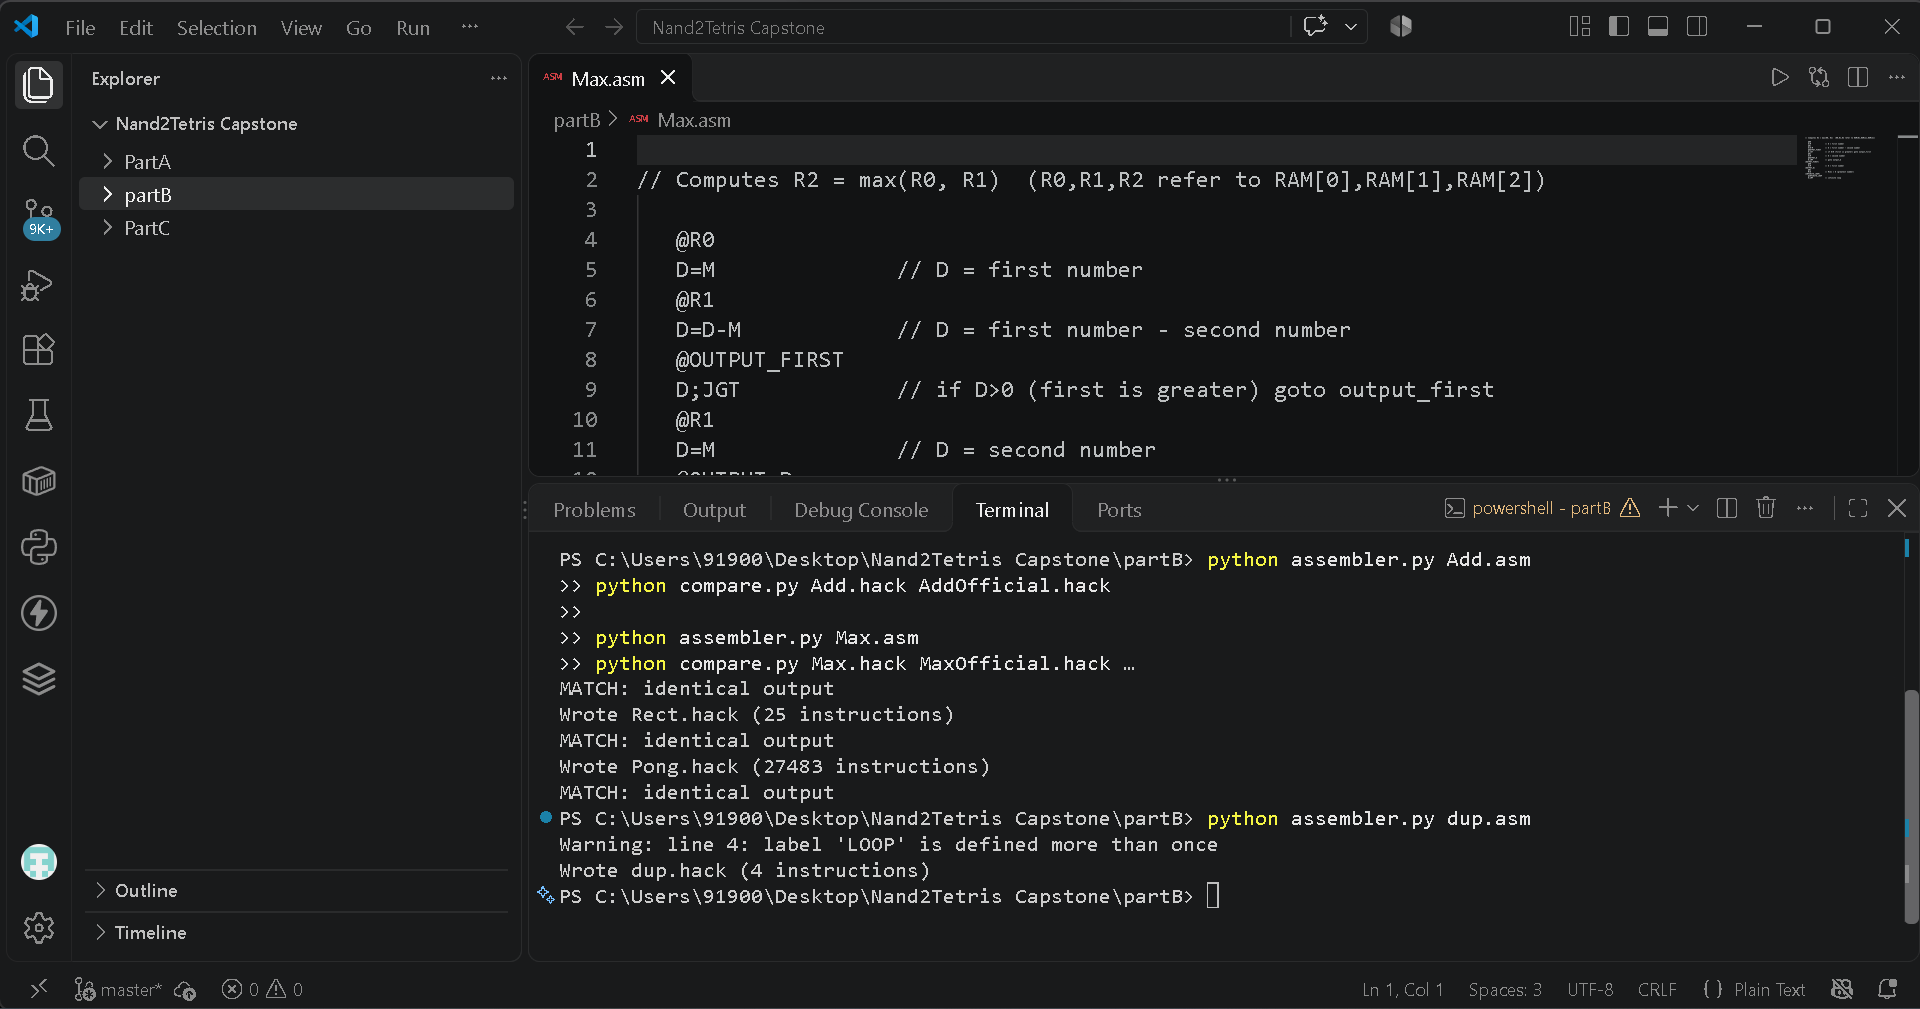 File Edit Selection View Go Run ···
Nand2Tetris Capstone
Explorer
Nand2Tetris Capstone
PartA
partB
PartC
9K+
Outline
Timeline
ASM Max.asm
partB > ASM Max.asm
1
2 // Computes R2 = max(R0, R1)  (R0,R1,R2 refer to RAM[0],RAM[1],RAM[2])
3
4 @R0
5 D=M // D = first number
6 @R1
7 D=D-M // D = first number - second number
8 @OUTPUT_FIRST
9 D;JGT // if D>0 (first is greater) goto output_first
10 @R1
11 D=M // D = second number
Problems Output Debug Console Terminal Ports
powershell - partB
PS C:\Users\91900\Desktop\Nand2Tetris Capstone\partB> python assembler.py Add.asm
>> python compare.py Add.hack AddOfficial.hack
>>
>> python assembler.py Max.asm
>> python compare.py Max.hack MaxOfficial.hack …
MATCH: identical output
Wrote Rect.hack (25 instructions)
MATCH: identical output
Wrote Pong.hack (27483 instructions)
MATCH: identical output
PS C:\Users\91900\Desktop\Nand2Tetris Capstone\partB> python assembler.py dup.asm
Warning: line 4: label 'LOOP' is defined more than once
Wrote dup.hack (4 instructions)
PS C:\Users\91900\Desktop\Nand2Tetris Capstone\partB>
master* 0 0
Ln 1, Col 1 Spaces: 3 UTF-8 CRLF {} Plain Text